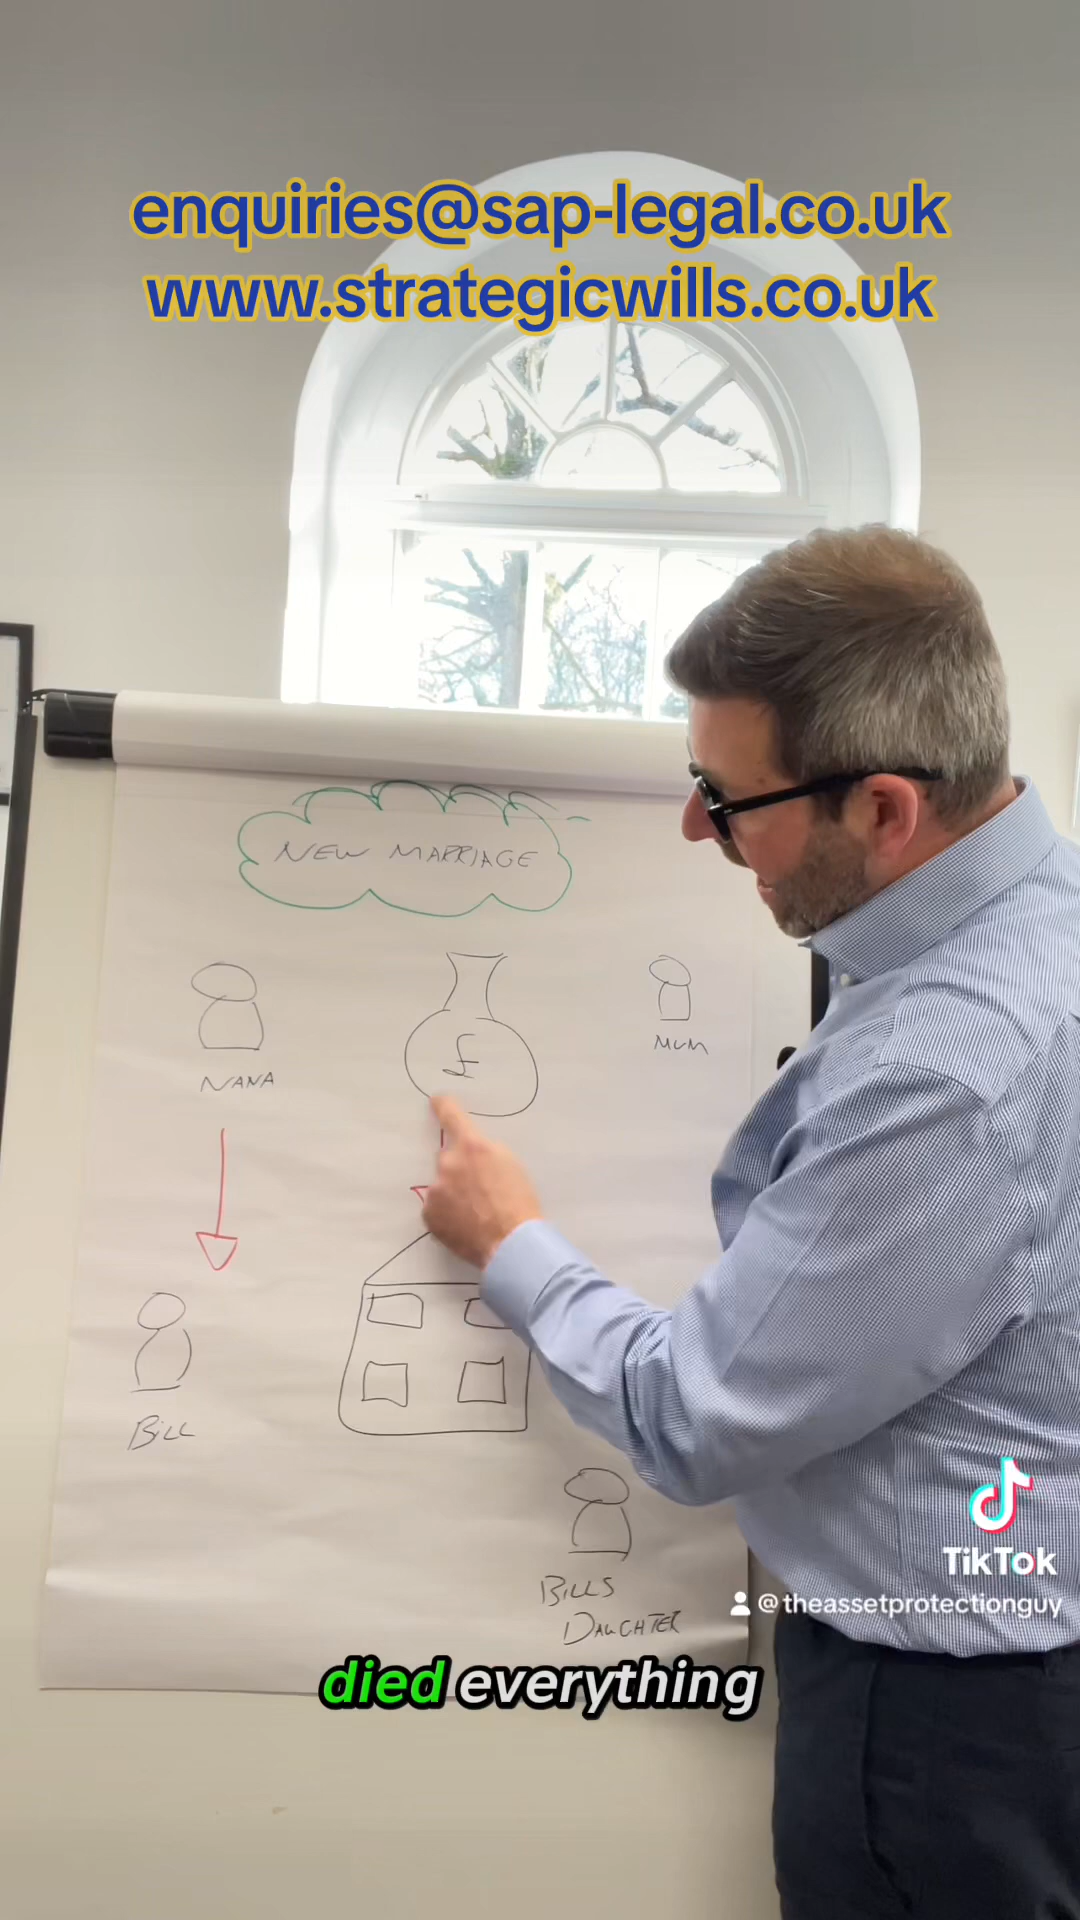 enquiries@sap-legal.co.uk
www.strategicwills.co.uk
NEW MARRIAGE
NANA
£
MUM
BILL
BILLS
DAUGHTER
TikTok
@theassetprotectionguy
died everything